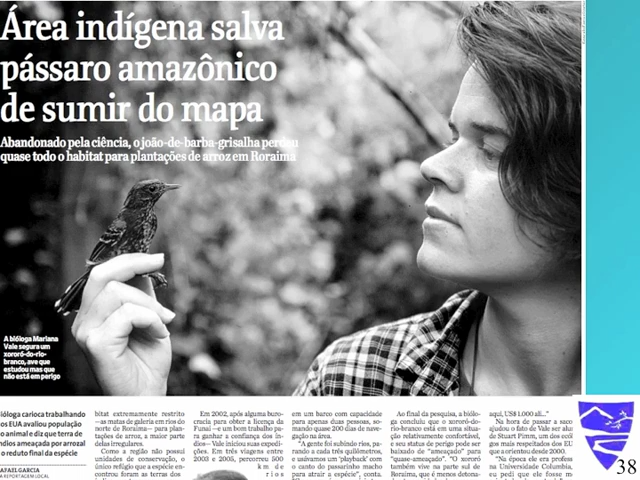 Área indígena salva
pássaro amazônico
de sumir do mapa
Abandonado pela ciência, o joão-de-barba-grisalha perdeu
quase todo o habitat para plantações de arroz em Roraima
A bióloga Mariana
Vale segura um
xororó-do-rio-
branco, ave que
estudou mas que
não está em perigo
ióloga carioca trabalhando
os EUA avaliou população
o animal e diz que terra de
ndios ameaçada por arrozal
o reduto final da espécie
AFAEL GARCIA
A REPORTAGEM LOCAL
bitat extremamente restrito
—as matas de galeria em rios do
norte de Roraima— para plan-
tações de arroz, a maior parte
delas irregulares.
Como a região não possui
unidades de conservação, o
único refúgio que a espécie en-
controu foram as terras dos
Em 2002, após alguma buro-
cracia para obter a licença da
Funai —e um bom trabalho pa-
ra ganhar a confiança dos ín-
dios— Vale iniciou suas expedi-
ções. Em três viagens entre
2003 e 2005, percorreu 500
km de
rios
em um barco com capacidade
para apenas duas pessoas, so-
mando quase 200 dias de nave-
gação na área.
"A gente foi subindo rios, pa-
rando a cada três quilômetros,
e usávamos um 'playback' com
o canto do passarinho macho
para atrair a espécie", conta.
Ao final da pesquisa, a biólo-
ga concluiu que o xororó-do-
rio-branco está em uma situa-
ção relativamente confortável,
e seu status de perigo pode ser
baixado de "ameaçado" para
"quase-ameaçado". "O xororó
também vive na parte sul de
Roraima, que é menos detona-
aqui, US$ 1.000 ali..."
Na hora de passar a saco
ajudou o fato de Vale ser alu
de Stuart Pimm, um dos ecól
gos mais respeitados dos EU
que a orientou desde 2000.
"Na época ele era profess
na Universidade Columbia,
eu pedi que ele fosse m
38